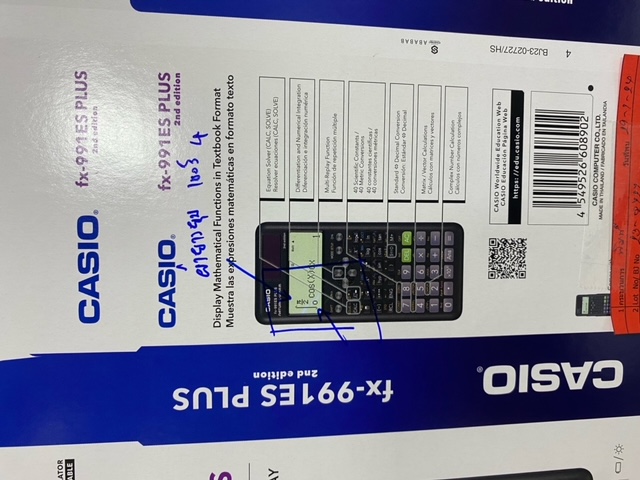 CASIO® fx-991ES PLUS
2nd edition
CASIO® fx-991ES PLUS
2nd edition
Display Mathematical Functions in Textbook Format
Muestra las expresiones matemáticas en formato texto
Equation Solver (CALC, SOLVE)
Resolver ecuaciones (CALC, SOLVE)
Differentiation and Numerical Integration
Diferenciación e integración numérica
Multi Replay Function
Función de repetición múltiple
40 Scientific Constants /
40 Metric Conversions
40 constantes científicas /
40 conversiones métricas
Standard ⇔ Decimal Conversion
Conversión: Estándar ⇔ Decimal
Matrix / Vector Calculations
Cálculos con matrices y vectores
Complex Number Calculation
Cálculos con números complejos
CASIO Worldwide Education Web
CASIO Educación Página Web
https://edu.casio.com
4 549526 608902
CASIO COMPUTER CO., LTD.
MADE IN THAILAND / FABRICADO EN TAILANDIA
4 BJ23-02727/HS
CASIO®
fx-991ES PLUS
2nd edition